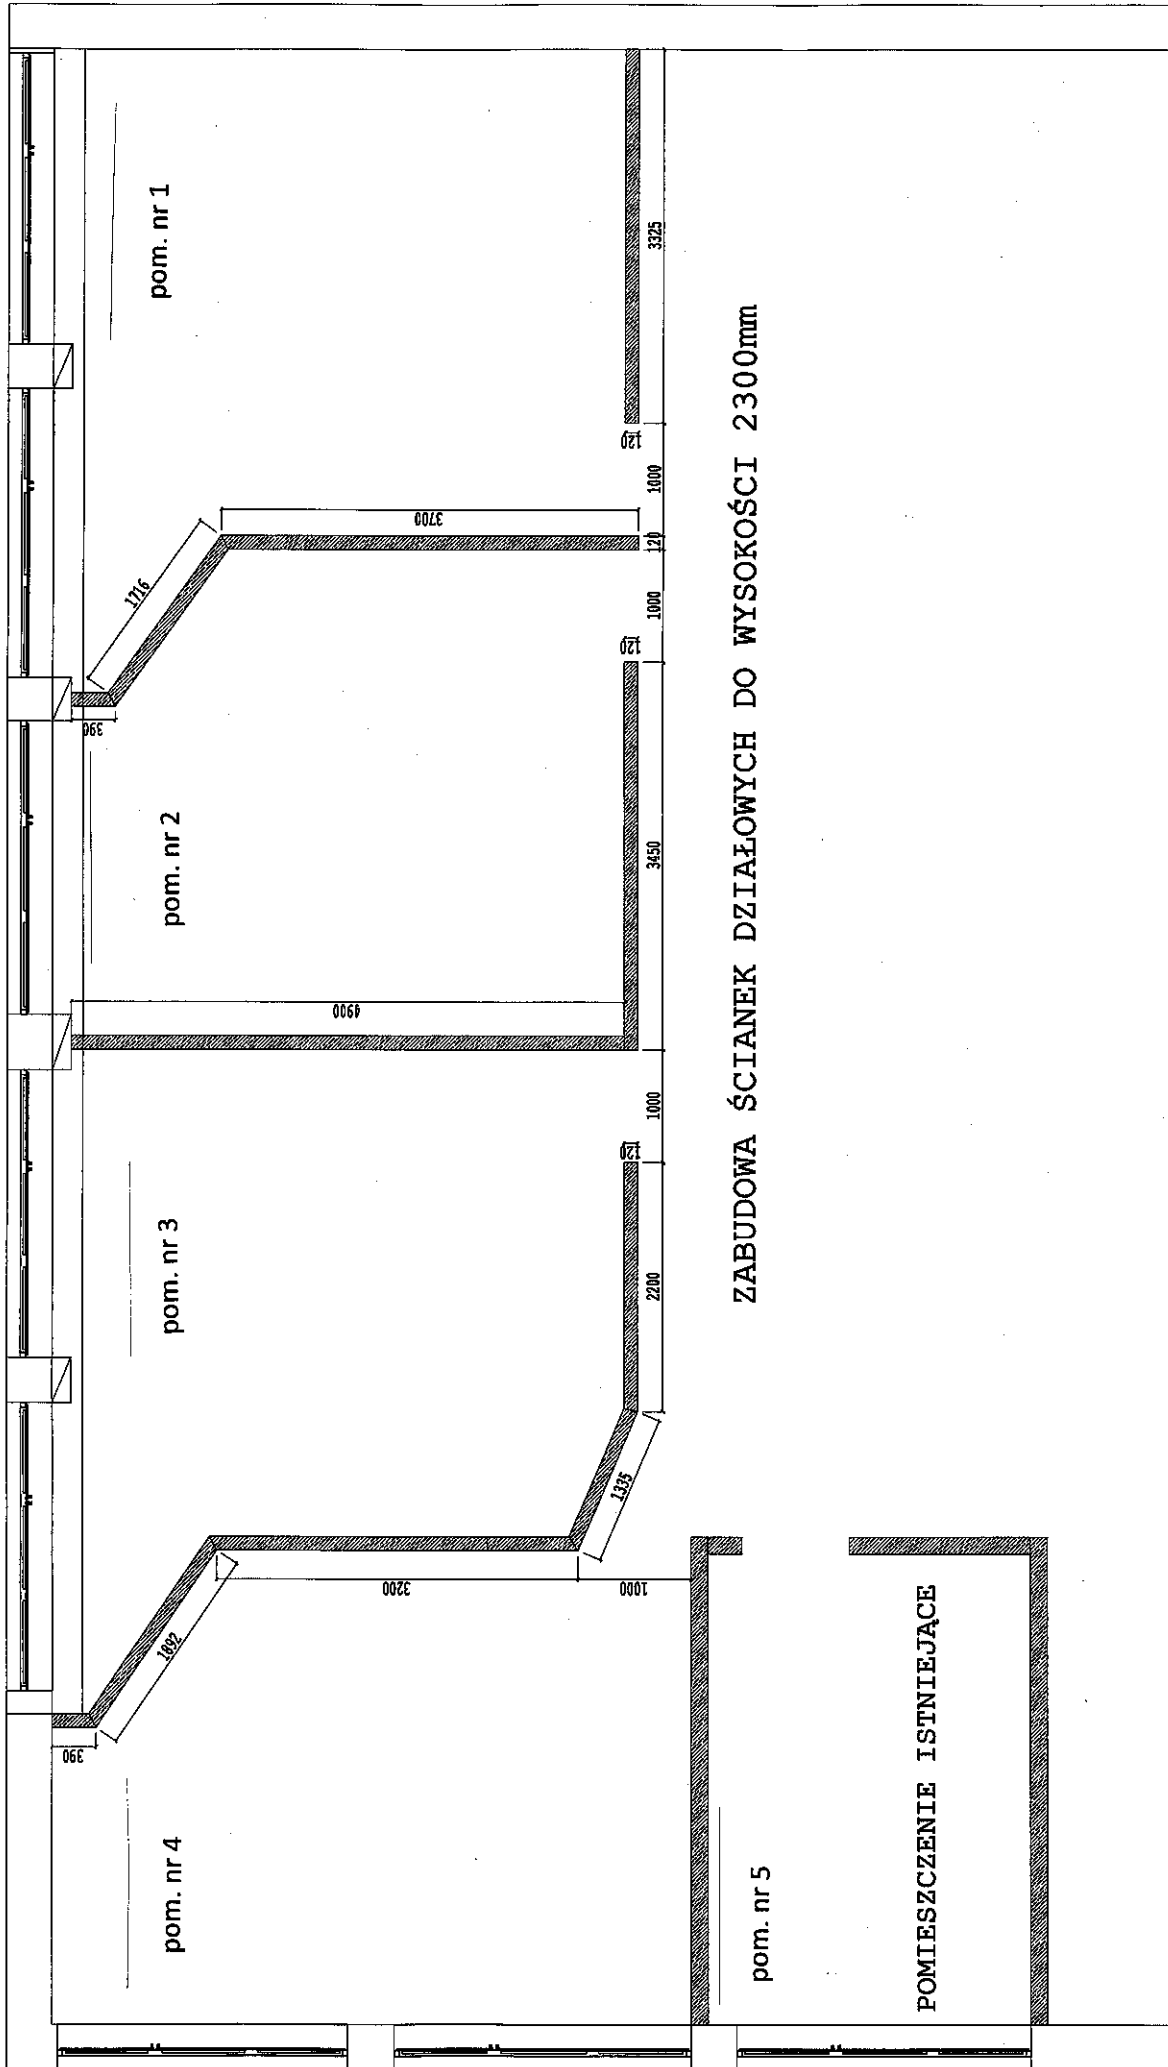 pom. nr 1
pom. nr 2
pom. nr 3
pom. nr 4
pom. nr 5
POMIESZCZENIE ISTNIEJĄCE
ZABUDOWA ŚCIANEK DZIAŁOWYCH DO WYSOKOŚCI 2300mm
390
1892
3200
1000
1335
2200
120
1000
4900
3450
120
1000
120
1000
120
3325
3700
1716
390